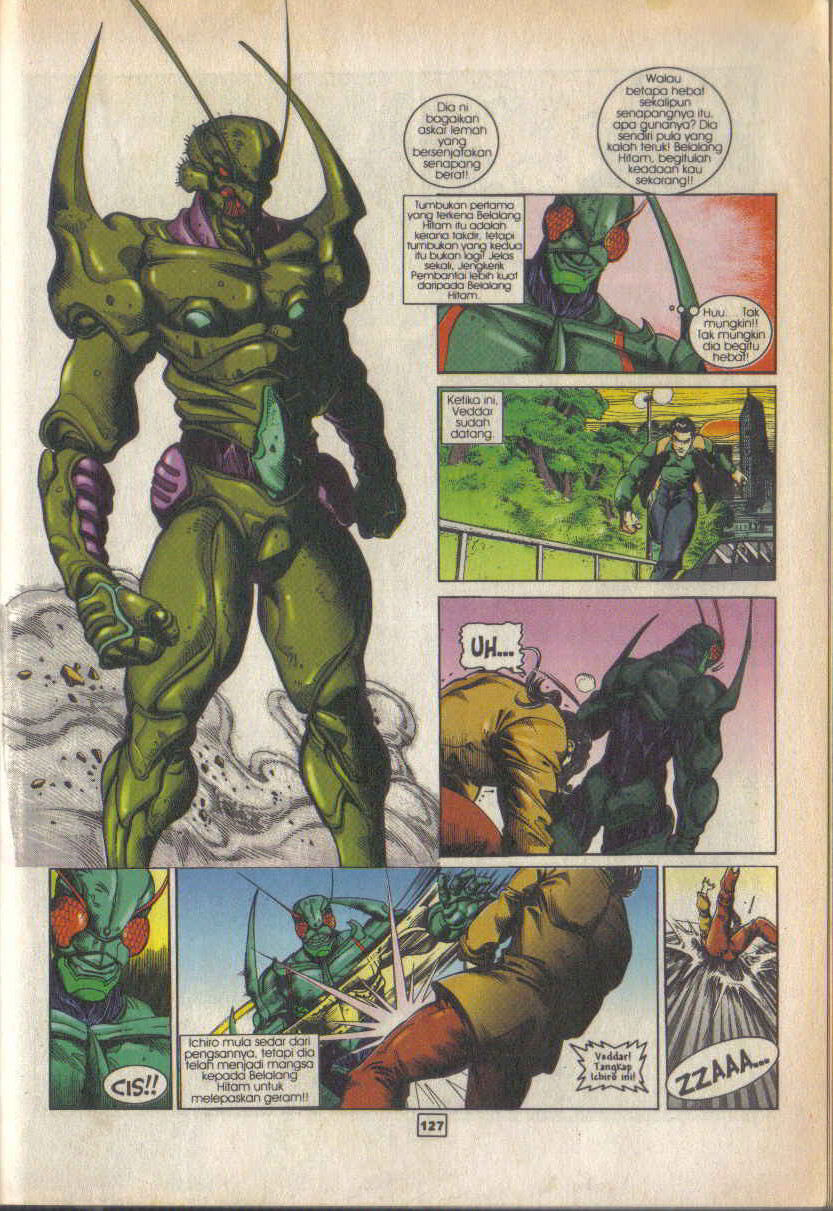 Dia ni
bagaikan
askar lemah
yang
bersenjatakan
senapang
berat!
Walau
betapa hebat
sekalipun
senapangnya itu,
apa gunanya? Dia
sendiri pula yang
kalah teruk! Belalang
Hitam, begitulah
keadaan kau
sekarang!!
Tumbukan pertama
yang terkena Belalang
Hitam itu adalah
kerana takdir, tetapi
tumbukan yang kedua
itu bukan lagi! Jelas
sekali, Jengkerik
Pembantai lebih kuat
daripada Belalang
Hitam.
Huu..... Tak
mungkin!!
Tak mungkin
dia begitu
hebat!
Ketika ini,
Veddar
sudah
datang.
UH...
CIS!!
Ichiro mula sedar dari
pengsannya, tetapi dia
telah menjadi mangsa
kepada Belalang
Hitam untuk
melepaskan geram!!
Veddar!
Tangkap
Ichiro ini!
ZZAAA...
127